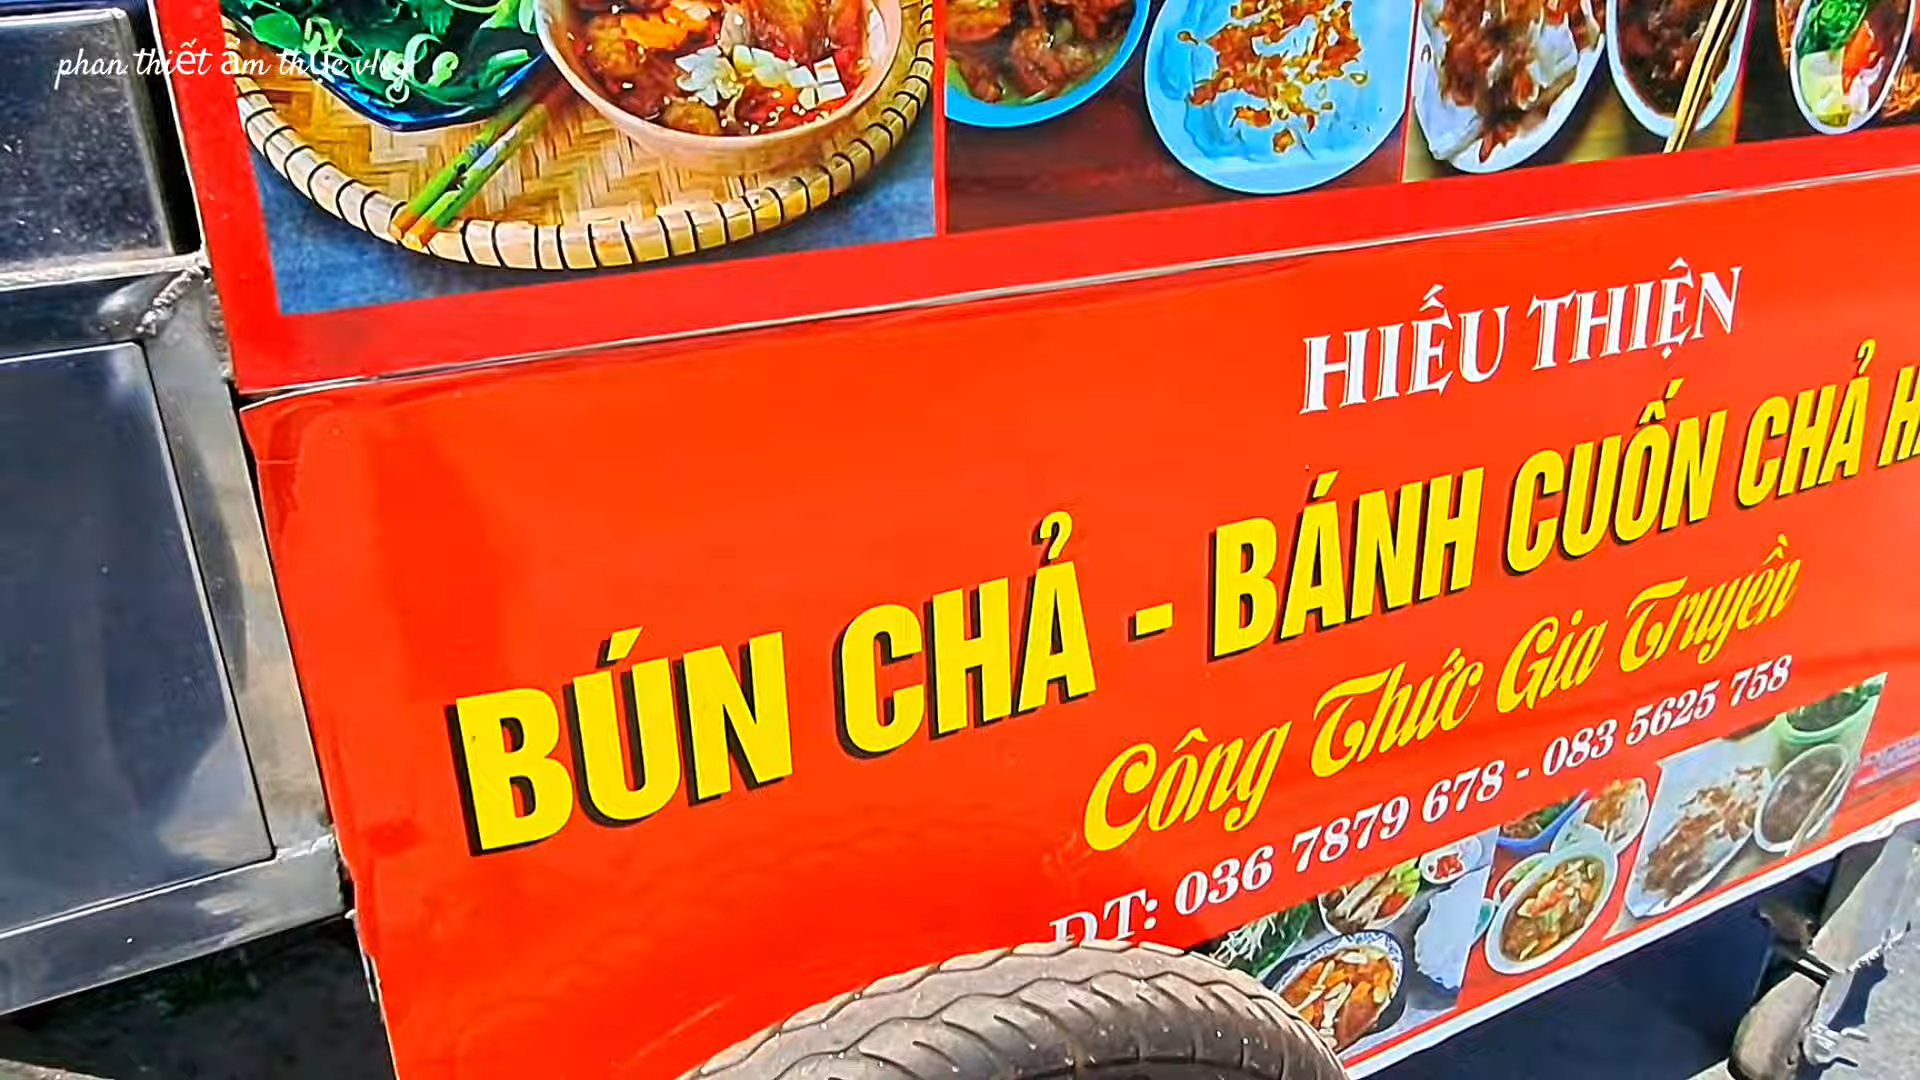 phan thiết ẩm thực vlog
HIẾU THIỆN
BÚN CHẢ - BÁNH CUỐN CHẢ H
Công Thức Gia Truyền
ĐT: 036 7879 678 - 083 5625 758